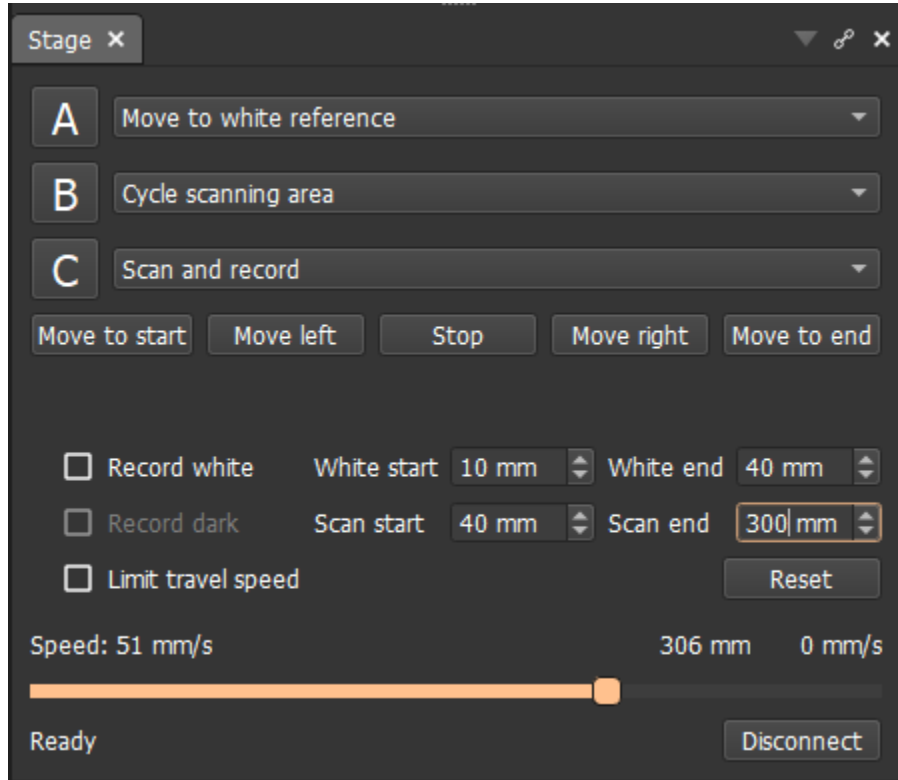 Stage
A Move to white reference
B Cycle scanning area
C Scan and record
Move to start Move left Stop Move right Move to end
Record white White start 10 mm White end 40 mm
Record dark Scan start 40 mm Scan end 300 mm
Limit travel speed Reset
Speed: 51 mm/s 306 mm 0 mm/s
Ready Disconnect